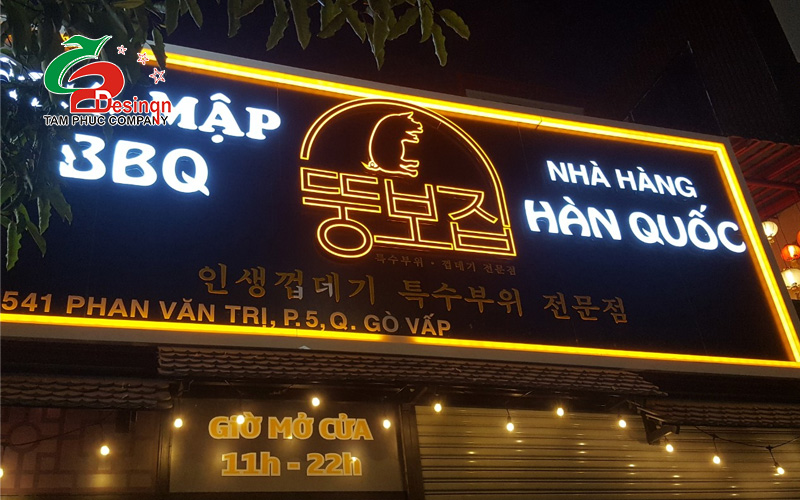 Desinqn
TAM PHUC COMPANY
MẬP
BBQ
뚱보집
특수부위 · 껍데기 전문점
NHÀ HÀNG
HÀN QUỐC
인생껍데기 특수부위 전문점
541 PHAN VĂN TRỊ, P.5, Q. GÒ VẤP
GIỜ MỞ CỬA
11h - 22h